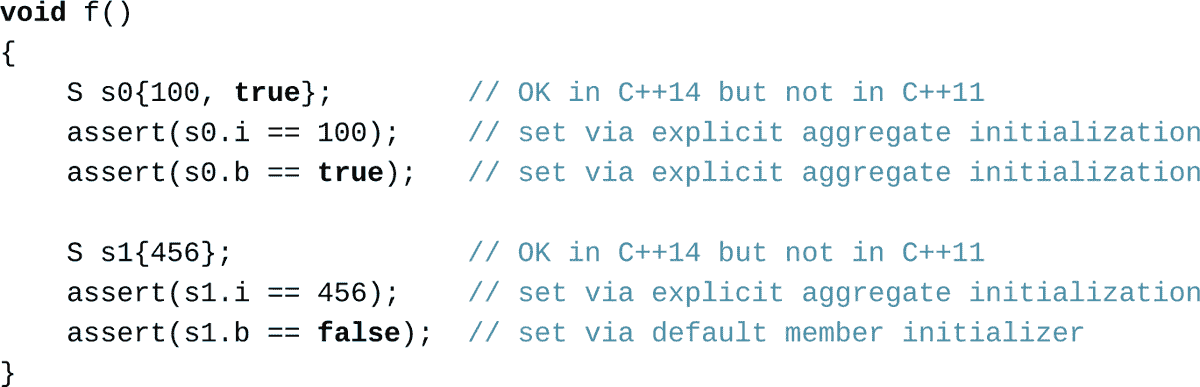 void f()
{
    S s0{100, true};        // OK in C++14 but not in C++11
    assert(s0.i == 100);    // set via explicit aggregate initialization
    assert(s0.b == true);   // set via explicit aggregate initialization

    S s1{456};              // OK in C++14 but not in C++11
    assert(s1.i == 456);    // set via explicit aggregate initialization
    assert(s1.b == false);  // set via default member initializer
}